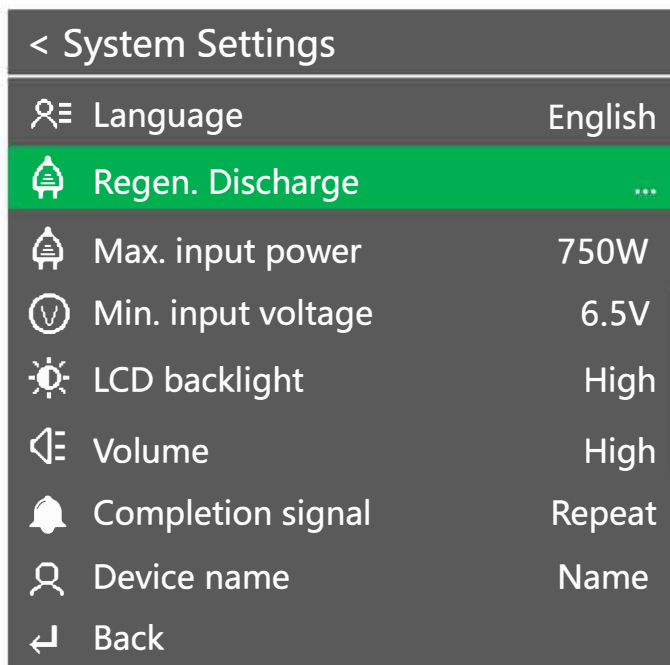 < System Settings
Language English
Regen. Discharge ...
Max. input power 750W
Min. input voltage 6.5V
LCD backlight High
Volume High
Completion signal Repeat
Device name Name
Back